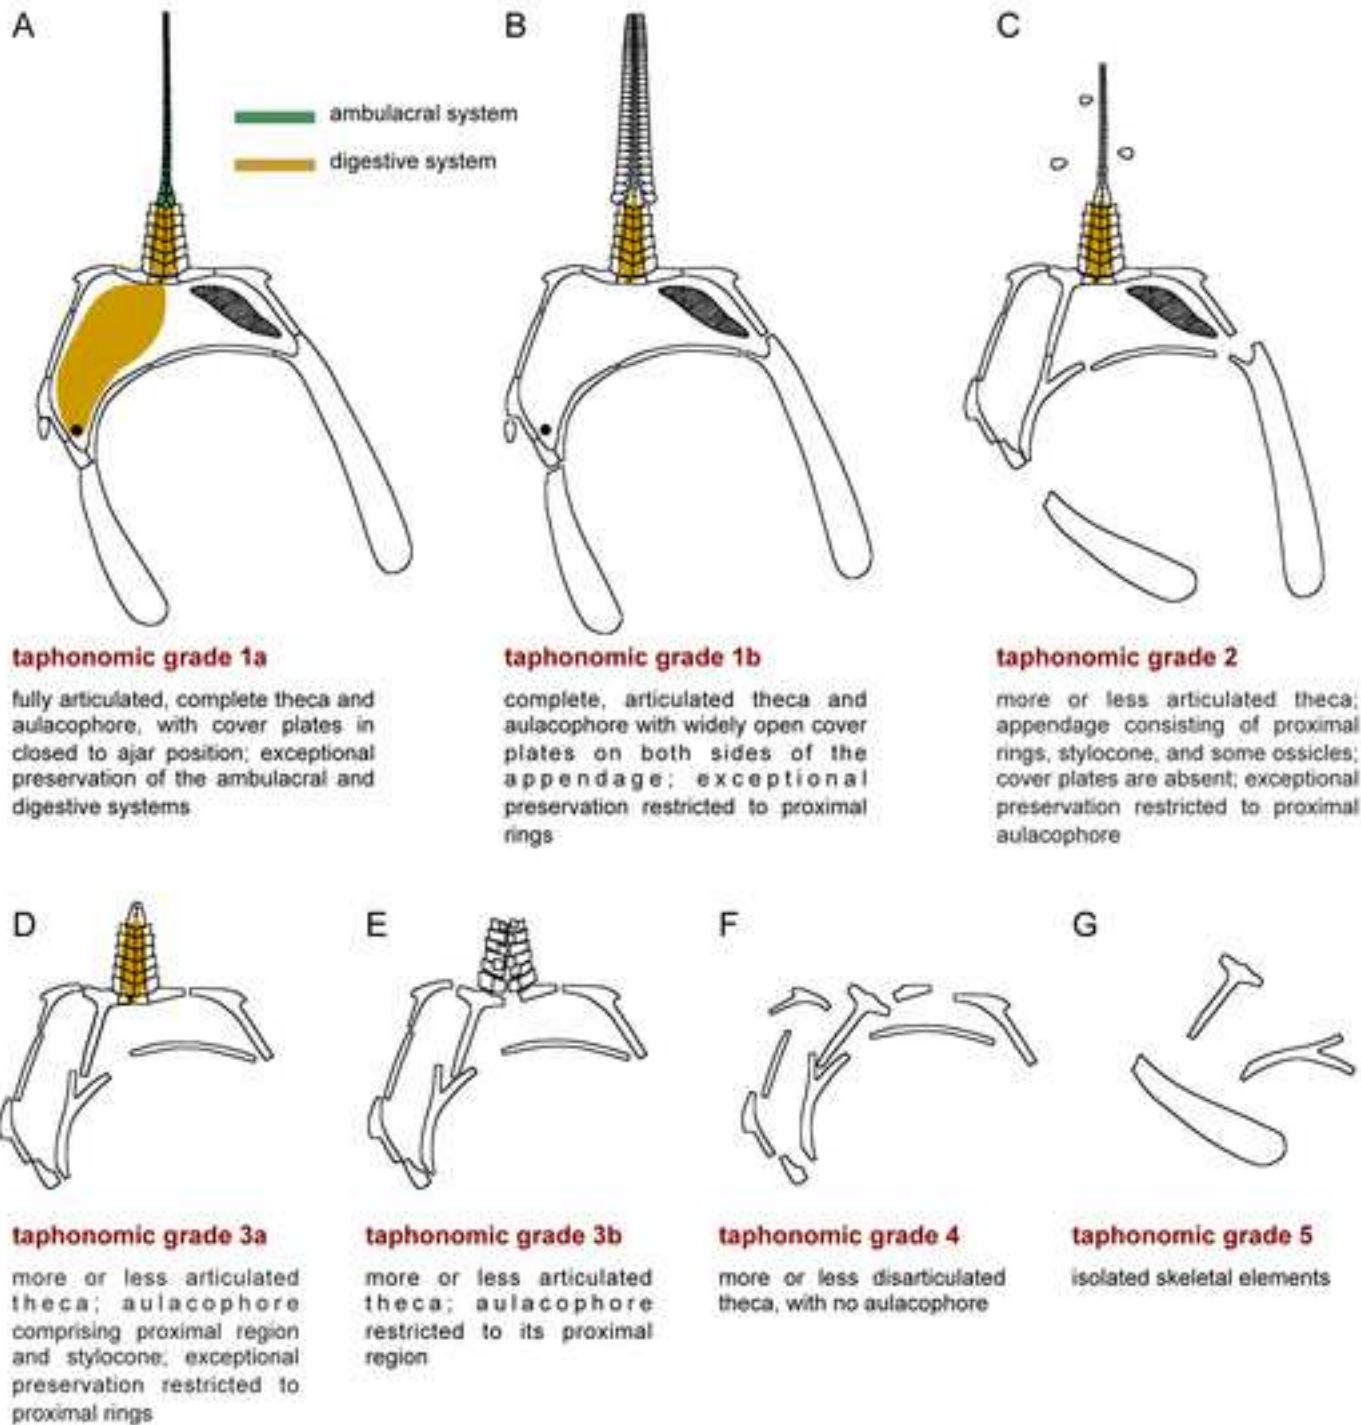 A
B
C
ambulacral system
digestive system
taphonomic grade 1a
fully articulated, complete theca and
aulacophore, with cover plates in
closed to ajar position; exceptional
preservation of the ambulacral and
digestive systems
taphonomic grade 1b
complete, articulated theca and
aulacophore with widely open cover
plates on both sides of the
appendage; exceptional
preservation restricted to proximal
rings
taphonomic grade 2
more or less articulated theca;
appendage consisting of proximal
rings, stylocone, and some ossicles;
cover plates are absent; exceptional
preservation restricted to proximal
aulacophore
D
E
F
G
taphonomic grade 3a
more or less articulated
theca; aulacophore
comprising proximal region
and stylocone; exceptional
preservation restricted to
proximal rings
taphonomic grade 3b
more or less articulated
theca; aulacophore
restricted to its proximal
region
taphonomic grade 4
more or less disarticulated
theca, with no aulacophore
taphonomic grade 5
isolated skeletal elements